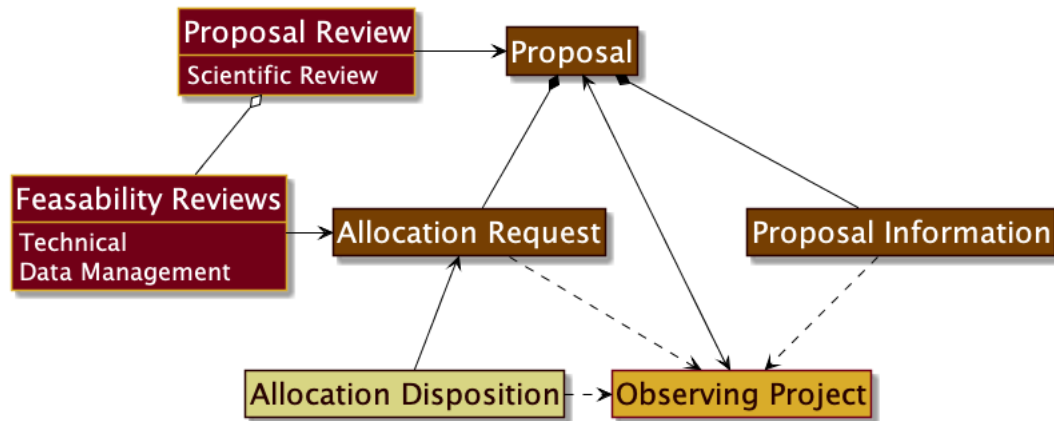 Proposal Review
Scientific Review
Proposal
Feasability Reviews
Technical
Data Management
Allocation Request
Proposal Information
Allocation Disposition
Observing Project